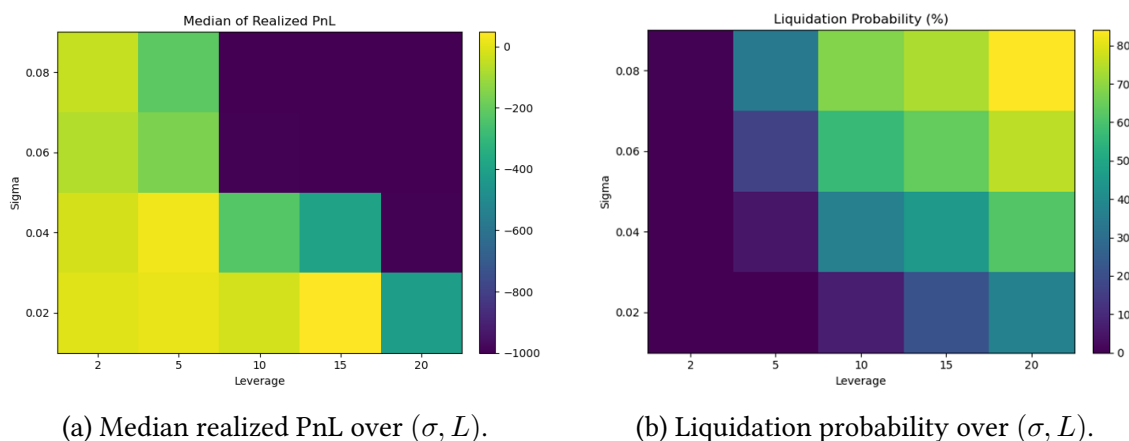 Median of Realized PnL
Sigma
0.08
0.06
0.04
0.02
2 5 10 15 20
Leverage
0
−200
−400
−600
−800
−1000
(a) Median realized PnL over (σ, L).
Liquidation Probability (%)
Sigma
0.08
0.06
0.04
0.02
2 5 10 15 20
Leverage
80
70
60
50
40
30
20
10
0
(b) Liquidation probability over (σ, L).